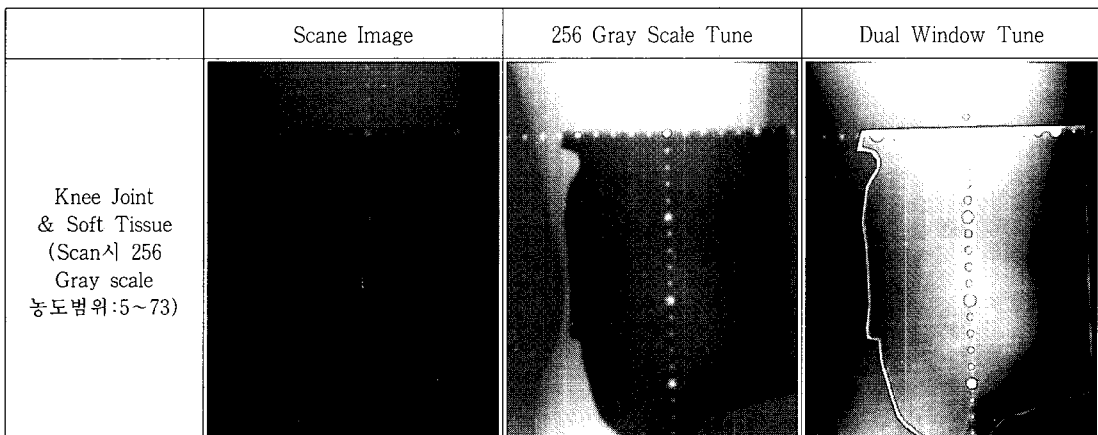 Scane Image
256 Gray Scale Tune
Dual Window Tune
Knee Joint
& Soft Tissue
(Scan시 256
Gray scale
농도범위:5~73)